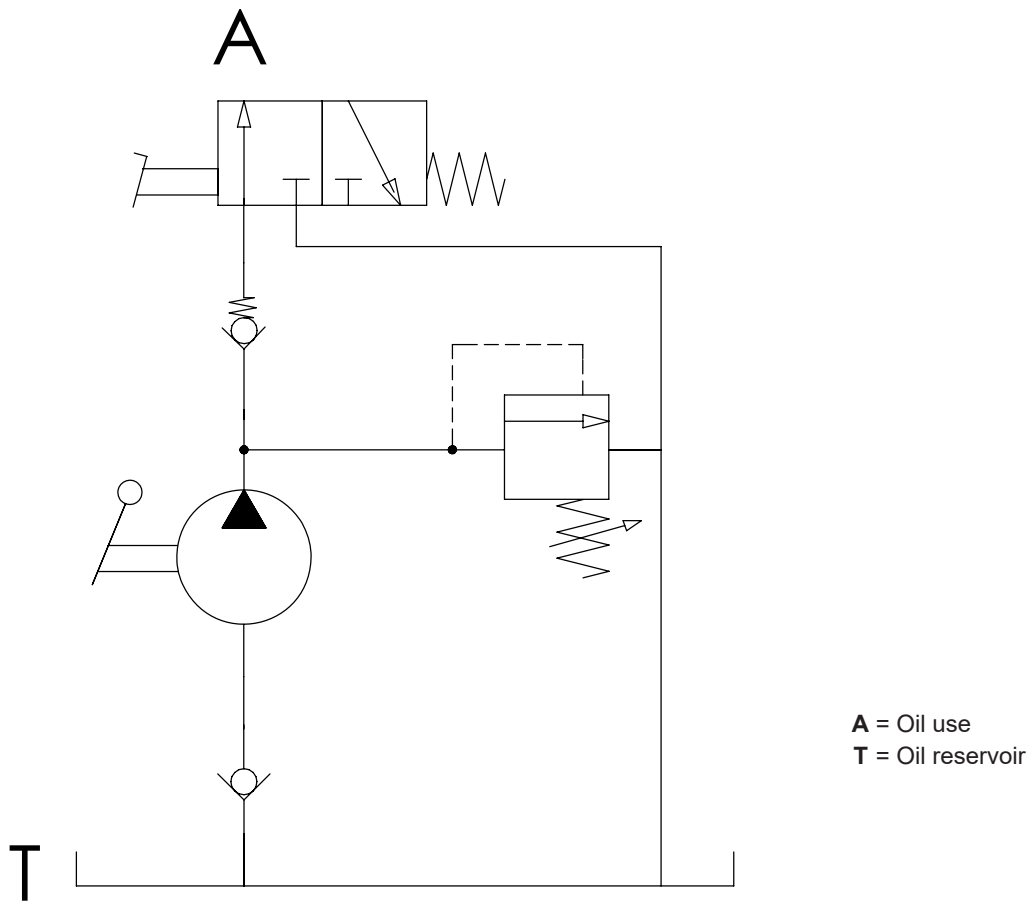 A
A = Oil use
T = Oil reservoir
T